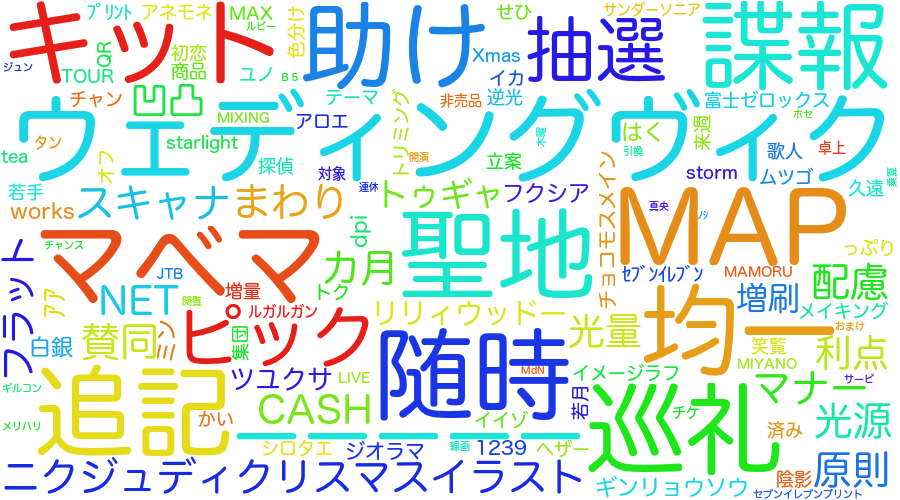 キット
ﾌﾟﾘﾝﾄ
アネモネ
MAX
ルビー
色分け
助け
せひ
抽選
サンダーソニア
諜報
ジュン
TOUR
QR
初恋
商品
ユノ
B5
Xmas
イカ
逆光
非売品
富士ゼロックス
ホセ
チャン
凸凹
MIXING
テーマ
アロエ
トリミング
開演
木曜
はく
引換
来週
歌人
卓上
タン
ウェディングヴィク
tea
オフ
starlight
探偵
対象
立案
storm
ムツゴ
久遠
若手
works
スキャナ
まわり
連休
トゥギャ
フクシア
チョコモスメイン
真央
ﾉｼ
MAP
っぷり
フラット
チャンス
マベマ
JTB
dpi
カ月
聖地
ｾﾌﾞﾝｲﾚﾌﾞﾝ
MAMORU
配慮
アア
NET
閲覧
増量
トク
ルガルガン
リリィウッドー
光量
増刷
メイキング
おまけ
白銀
賛同
ミン
ピック
集団
随時
均一
笑覧
MIYANO
利点
ギルコン
追記
ツユクサ
LIVE
MdN
イメージラフ
若月
マナー
サービ
メリハリ
かい
CASH
イイゾ
巡礼
チケ
済み
光源
シロタエ
ジオラマ
線画
1239
ヘザー
ニクジュディクリスマスイラスト
ギンリョウソウ
陰影
原則
セブンイレブンプリント